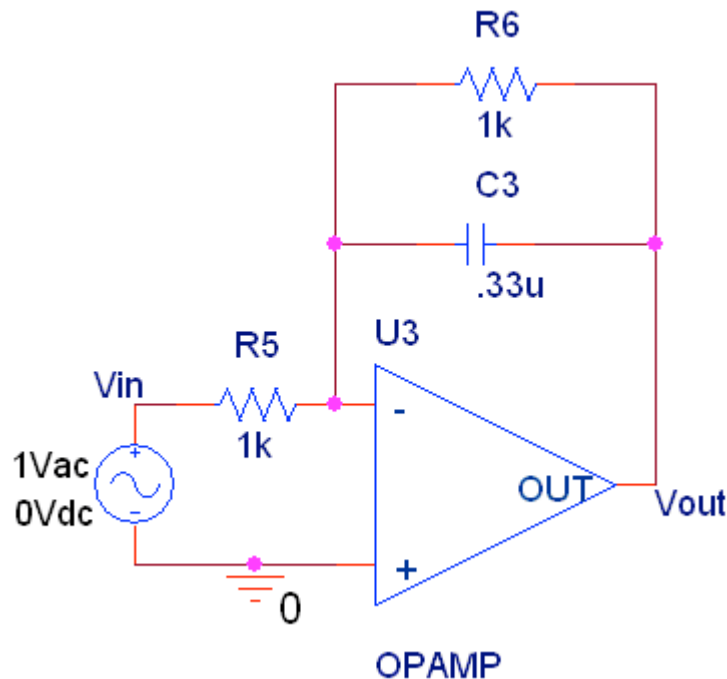 R6
1k
C3
.33u
U3
R5
Vin
1k
-
1Vac
+
0Vdc
-
OUT
Vout
+
0
OPAMP